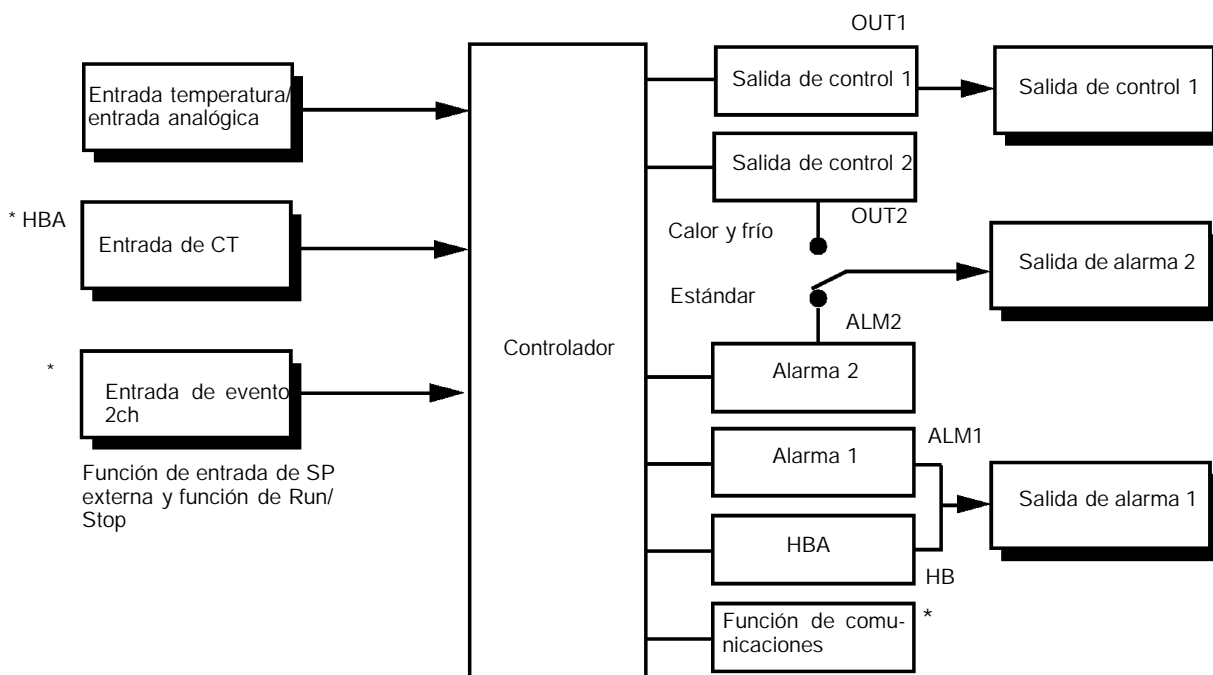 Entrada temperatura/
entrada analógica
* HBA
Entrada de CT
*
Entrada de evento
2ch
Función de entrada de SP
externa y función de Run/
Stop
Controlador
OUT1
Salida de control 1
Salida de control 1
Salida de control 2
OUT2
Calor y frío
Estándar
Salida de alarma 2
ALM2
Alarma 2
Alarma 1
ALM1
Salida de alarma 1
HBA
HB
Función de comu-
nicaciones
*